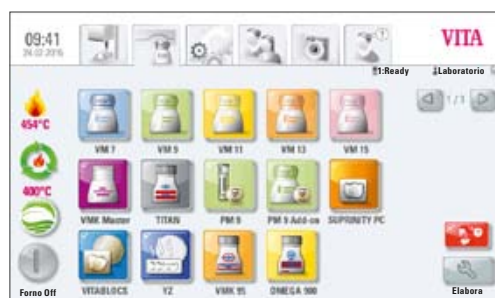 09:41
24.02.2016
VITA
1:Ready
Laboratorio
1/1
454°C
400°C
Forno Off
VM 7
VM 9
VM 11
VM 13
VM 15
VMK Master
TITAN
PM 9
PM 9 Add-on
SUPRINITY PC
VITABLOCS
YZ
VMK 95
OMEGA 900
Elabora